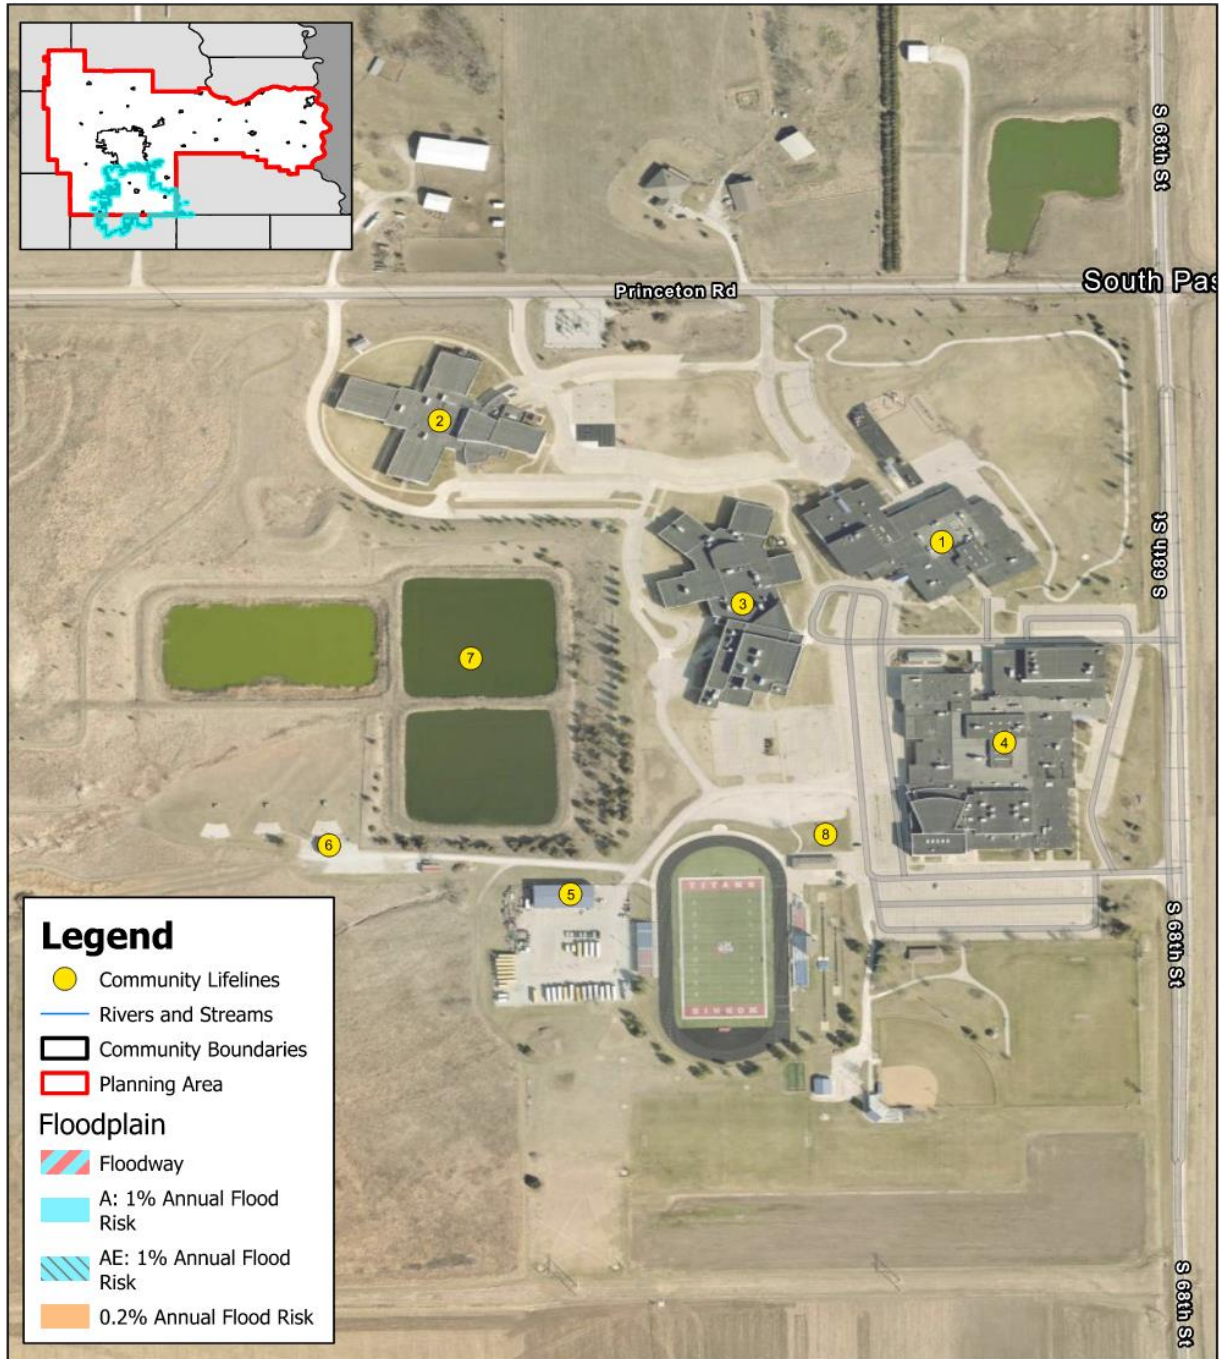 S 68th St
Princeton Rd
South Pas
2
S 68th St
1
3
7
4
8
6
5
TITANS
NORRIS
S 68th St
Legend
Community Lifelines
Rivers and Streams
Community Boundaries
Planning Area
Floodplain
Floodway
A: 1% Annual Flood
Risk
AE: 1% Annual Flood
Risk
0.2% Annual Flood Risk
S 68th St